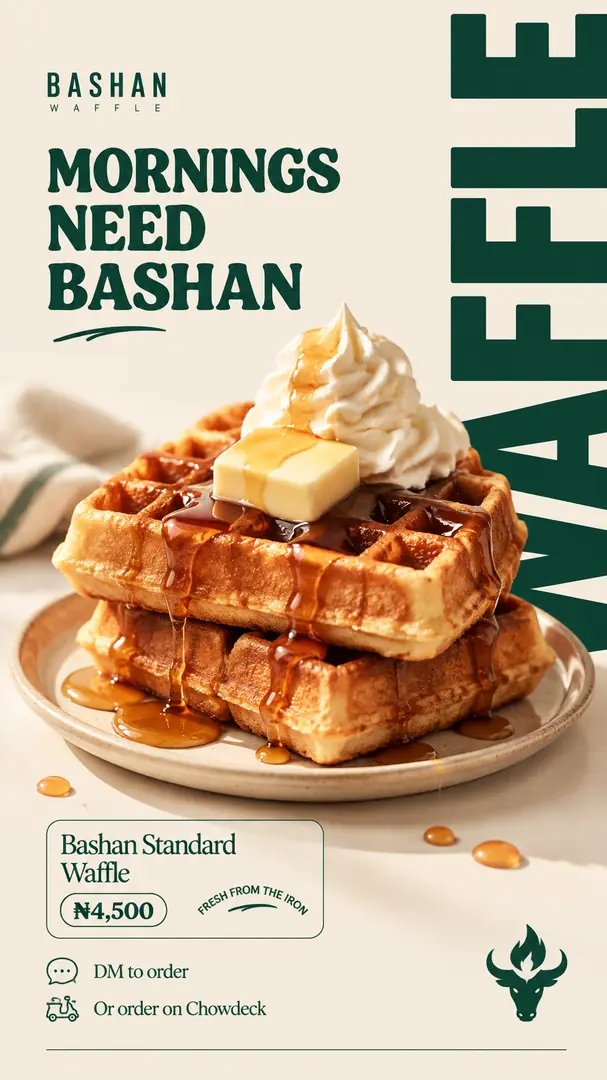 BASHAN
WAFFLE
MORNINGS
NEED
BASHAN
WAFFLE
Bashan Standard
Waffle
₦4,500
FRESH FROM THE IRON
DM to order
Or order on Chowdeck